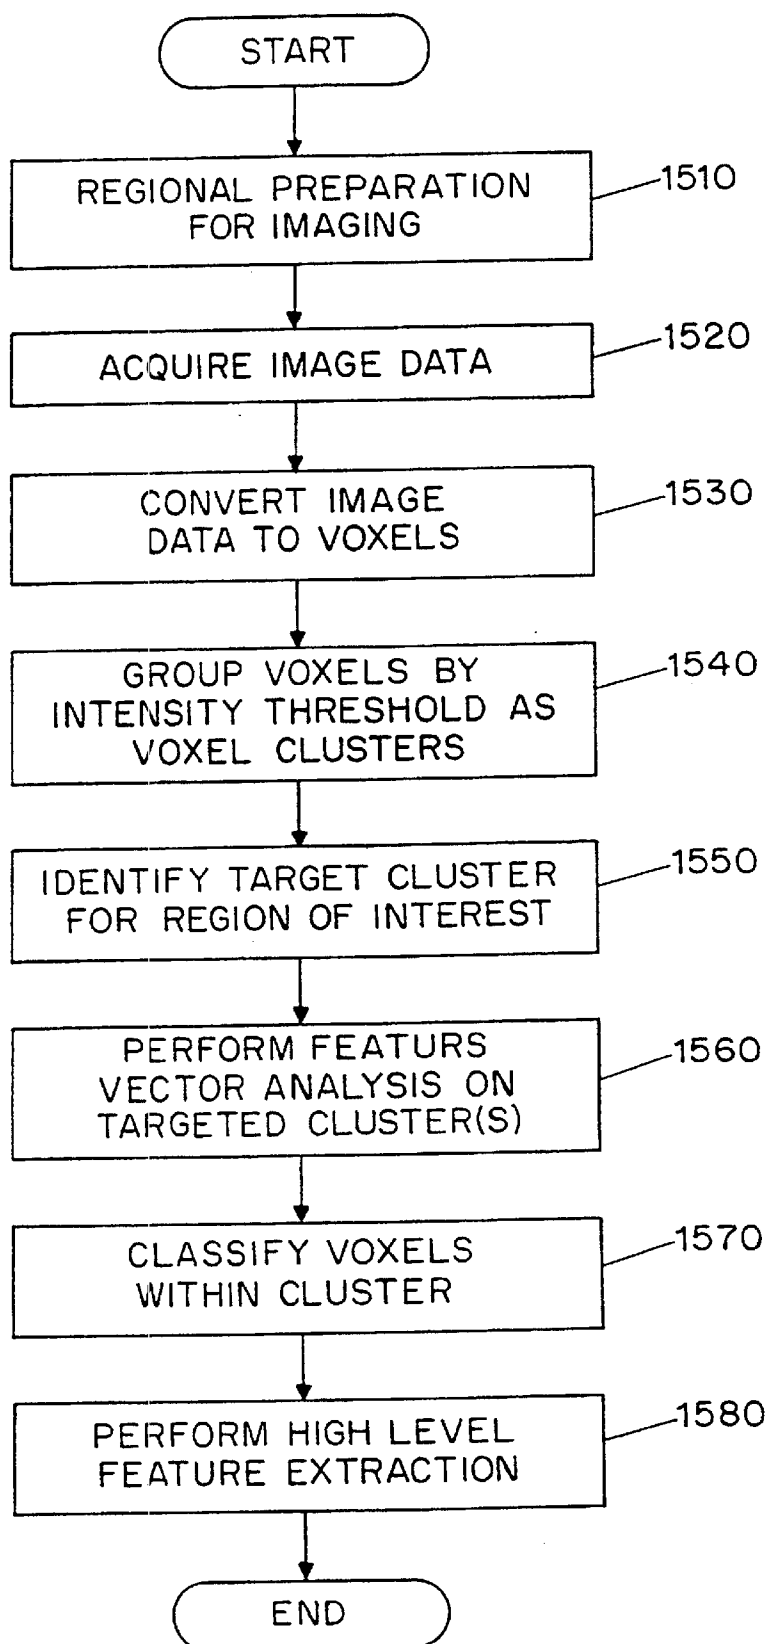 START
REGIONAL PREPARATION
FOR IMAGING
1510
ACQUIRE IMAGE DATA
1520
CONVERT IMAGE
DATA TO VOXELS
1530
GROUP VOXELS BY
INTENSITY THRESHOLD AS
VOXEL CLUSTERS
1540
IDENTIFY TARGET CLUSTER
FOR REGION OF INTEREST
1550
PERFORM FEATURS
VECTOR ANALYSIS ON
TARGETED CLUSTER(S)
1560
CLASSIFY VOXELS
WITHIN CLUSTER
1570
PERFORM HIGH LEVEL
FEATURE EXTRACTION
1580
END